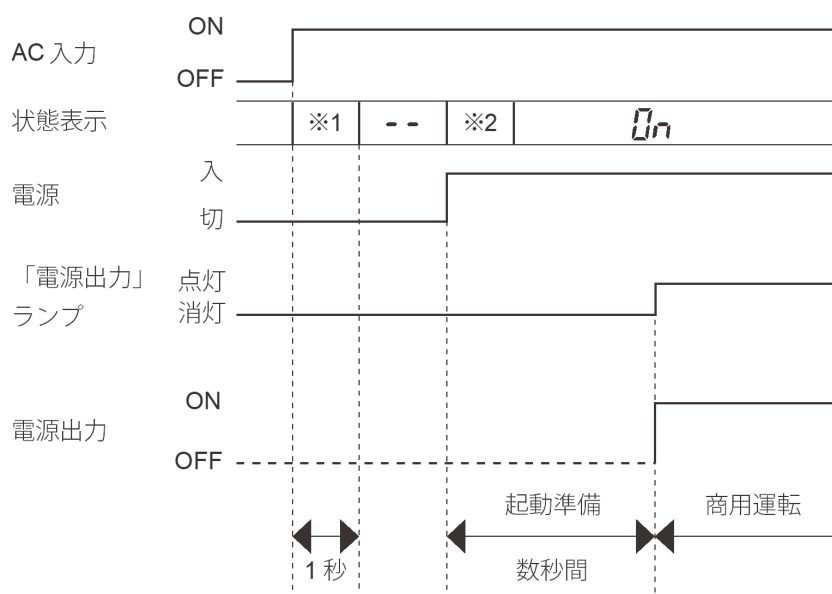 ON
AC 入力
OFF
状態表示 ※1 - - ※2 On
入
電源
切
「電源出力」 点灯
ランプ 消灯
ON
電源出力
OFF
起動準備 商用運転
1 秒 数秒間